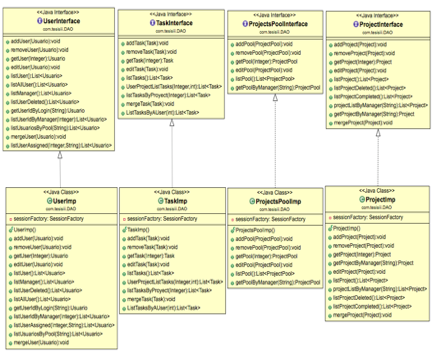 <<Java Interface>>
UserInterface
com.tesisII.DAO
addUser(Usuario):void
removeUser(Usuario):void
getUser(Integer):Usuario
editUser(Usuario):void
listUser():List<Usuario>
listAllUser():List<Usuario>
listManager():List<Usuario>
listUserDeleted():List<Usuario>
getUserIdByLogin(String):Usuario
listUserIdByManager(Integer):List<Usuario>
listUsuariosByPool(String):List<Usuario>
mergeUser(Usuario):void
listUserAssigned(Integer,String):List<Usuario>
<<Java Interface>>
TaskInterface
com.tesisII.DAO
addTask(Task):void
removeTask(Task):void
getTask(Integer):Task
editTask(Task):void
listTasks():List<Task>
UserProjectListTasks(Integer,int):List<Task>
listTasksByProyect(Integer):List<Task>
mergeTask(Task):void
ListTasksByAUser(int):List<Task>
<<Java Interface>>
ProjectsPoolInterface
com.tesisII.DAO
addPool(ProjectPool):void
removePool(ProjectPool):void
getPool(Integer):ProjectPool
editPool(ProjectPool):void
listPool():List<ProjectPool>
getPoolByManager(String):ProjectPool
<<Java Interface>>
ProjectInterface
com.tesisII.DAO
addProject(Project):void
removeProject(Project):void
getProject(Integer):Project
editProject(Project):void
listProject():List<Project>
listProjectDeleted():List<Project>
listProjectCompleted():List<Project>
projectListByManager(String):List<Project>
getProjectByManager(String):Project
mergeProject(Project):void
<<Java Class>>
UserImp
com.tesisII.DAO
sessionFactory: SessionFactory
UserImp()
addUser(Usuario):void
removeUser(Usuario):void
getUser(Integer):Usuario
editUser(Usuario):void
listUser():List<Usuario>
listManager():List<Usuario>
listUserDeleted():List<Usuario>
listAllUser():List<Usuario>
getUserIdByLogin(String):Usuario
listUserIdByManager(Integer):List<Usuario>
listUserAssigned(Integer,String):List<Usuario>
listUsuariosByPool(String):List<Usuario>
mergeUser(Usuario):void
<<Java Class>>
TaskImp
com.tesisII.DAO
sessionFactory: SessionFactory
TaskImp()
addTask(Task):void
removeTask(Task):void
getTask(Integer):Task
editTask(Task):void
listTasks():List<Task>
UserProjectListTasks(Integer,int):List<Task>
listTasksByProyect(Integer):List<Task>
mergeTask(Task):void
ListTasksByAUser(int):List<Task>
<<Java Class>>
ProjectsPoolImp
com.tesisII.DAO
sessionFactory: SessionFactory
ProjectsPoolImp()
addPool(ProjectPool):void
removePool(ProjectPool):void
getPool(Integer):ProjectPool
editPool(ProjectPool):void
listPool():List<ProjectPool>
getPoolByManager(String):ProjectPool
<<Java Class>>
ProjectImp
com.tesisII.DAO
sessionFactory: SessionFactory
ProjectImp()
addProject(Project):void
removeProject(Project):void
getProject(Integer):Project
getProjectByManager(String):Project
editProject(Project):void
listProject():List<Project>
projectListByManager(String):List<Project>
listProjectDeleted():List<Project>
listProjectCompleted():List<Project>
mergeProject(Project):void